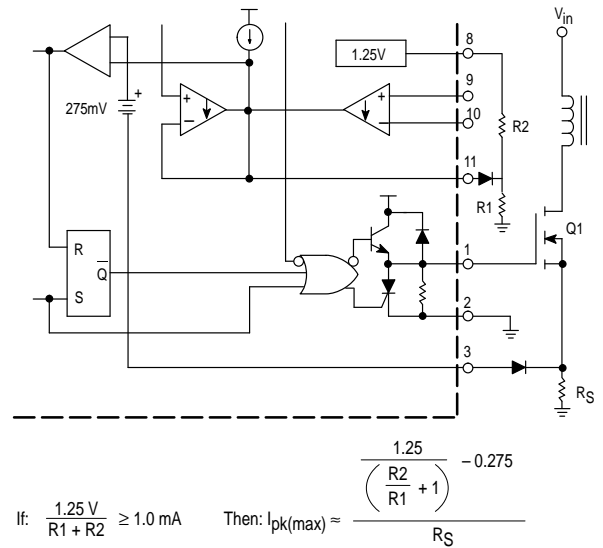 V_in
8
1.25V
+
9
+
+
275mV
−
−
10
R2
11
R1
Q1
R
Q̅
1
S
2
3
R_S
If: 1.25 V / (R1 + R2) ≥ 1.0 mA Then: I_pk(max) ≈ (1.25 / (R2/R1 + 1) − 0.275) / R_S